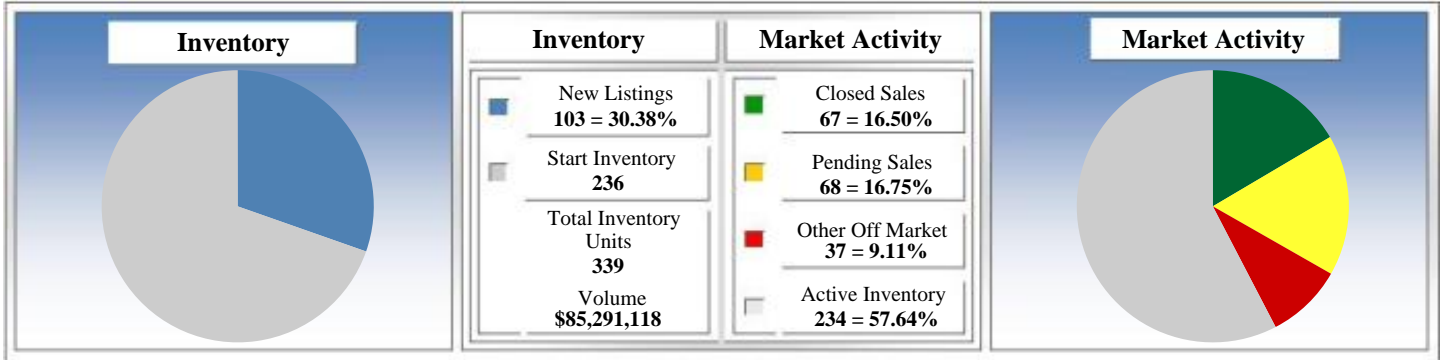 Inventory
Inventory
Market Activity
New Listings
103 = 30.38%
Start Inventory
236
Total Inventory
Units
339
Volume
$85,291,118
Closed Sales
67 = 16.50%
Pending Sales
68 = 16.75%
Other Off Market
37 = 9.11%
Active Inventory
234 = 57.64%
Market Activity